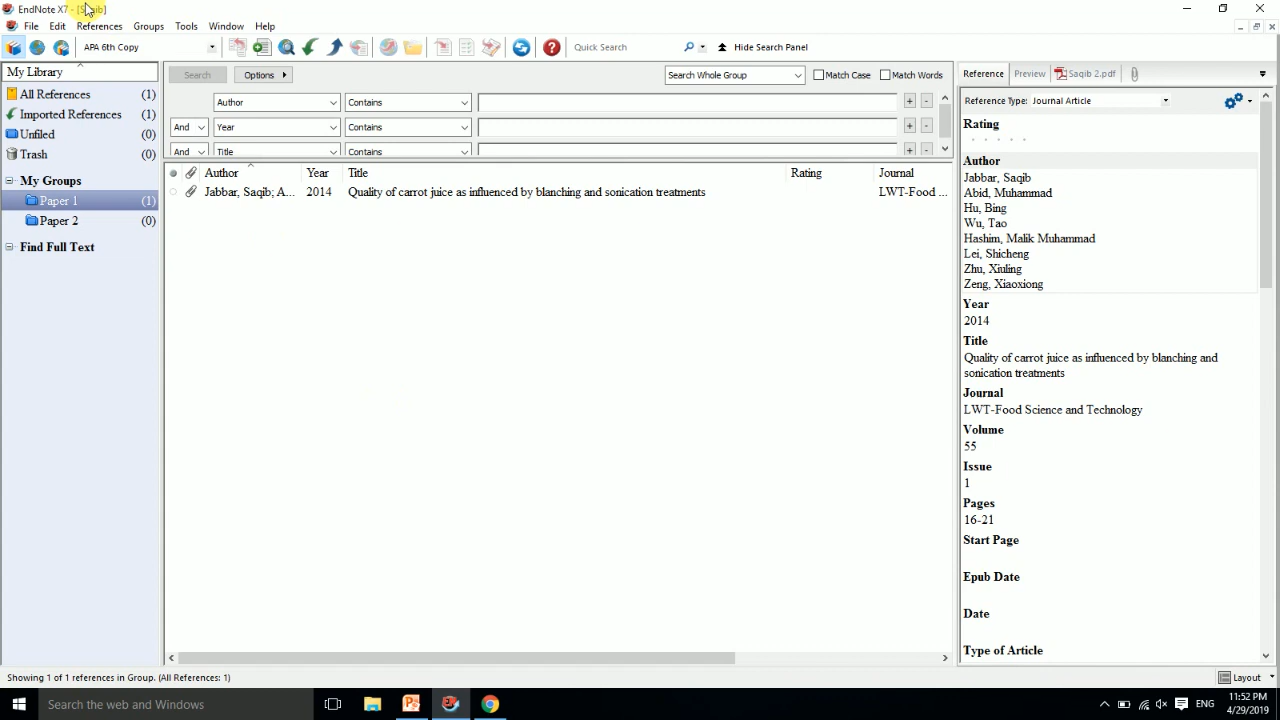 EndNote X7 - [Saqib]
File Edit References Groups Tools Window Help
APA 6th Copy Quick Search Hide Search Panel
My Library
All References (1)
Imported References (1)
Unfiled (0)
Trash (0)
My Groups
Paper 1 (1)
Paper 2 (0)
Find Full Text
Search Options Search Whole Group Match Case Match Words
Author Contains + -
And Year Contains + -
And Title Contains + -
Author Year Title Rating Journal
Jabbar, Saqib; A... 2014 Quality of carrot juice as influenced by blanching and sonication treatments LWT-Food ...
Reference Preview Saqib 2.pdf
Reference Type: Journal Article
Rating
Author
Jabbar, Saqib
Abid, Muhammad
Hu, Bing
Wu, Tao
Hashim, Malik Muhammad
Lei, Shicheng
Zhu, Xiuling
Zeng, Xiaoxiong
Year
2014
Title
Quality of carrot juice as influenced by blanching and
sonication treatments
Journal
LWT-Food Science and Technology
Volume
55
Issue
1
Pages
16-21
Start Page
Epub Date
Date
Type of Article
Showing 1 of 1 references in Group. (All References: 1)
Layout
Search the web and Windows
ENG
11:52 PM
4/29/2019